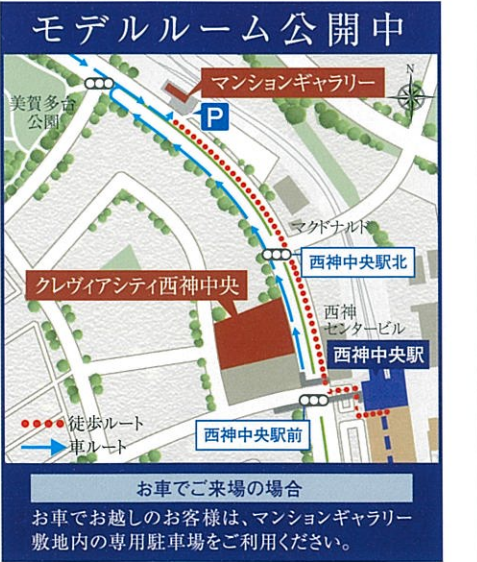 モデルルーム公開中
N
マンションギャラリー
P
美賀多台
公園
マクドナルド
西神中央駅北
クレヴィアシティ西神中央
西神
センタービル
西神中央駅
徒歩ルート
車ルート
西神中央駅前
お車でご来場の場合
お車でお越しのお客様は、マンションギャラリー
敷地内の専用駐車場をご利用ください。